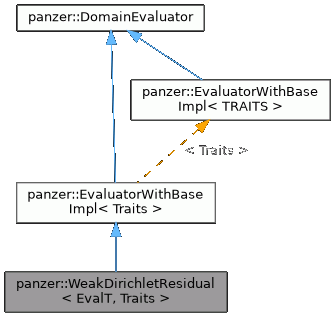 panzer::DomainEvaluator
panzer::EvaluatorWithBase
Impl< TRAITS >
< Traits >
panzer::EvaluatorWithBase
Impl< Traits >
panzer::WeakDirichletResidual
< EvalT, Traits >